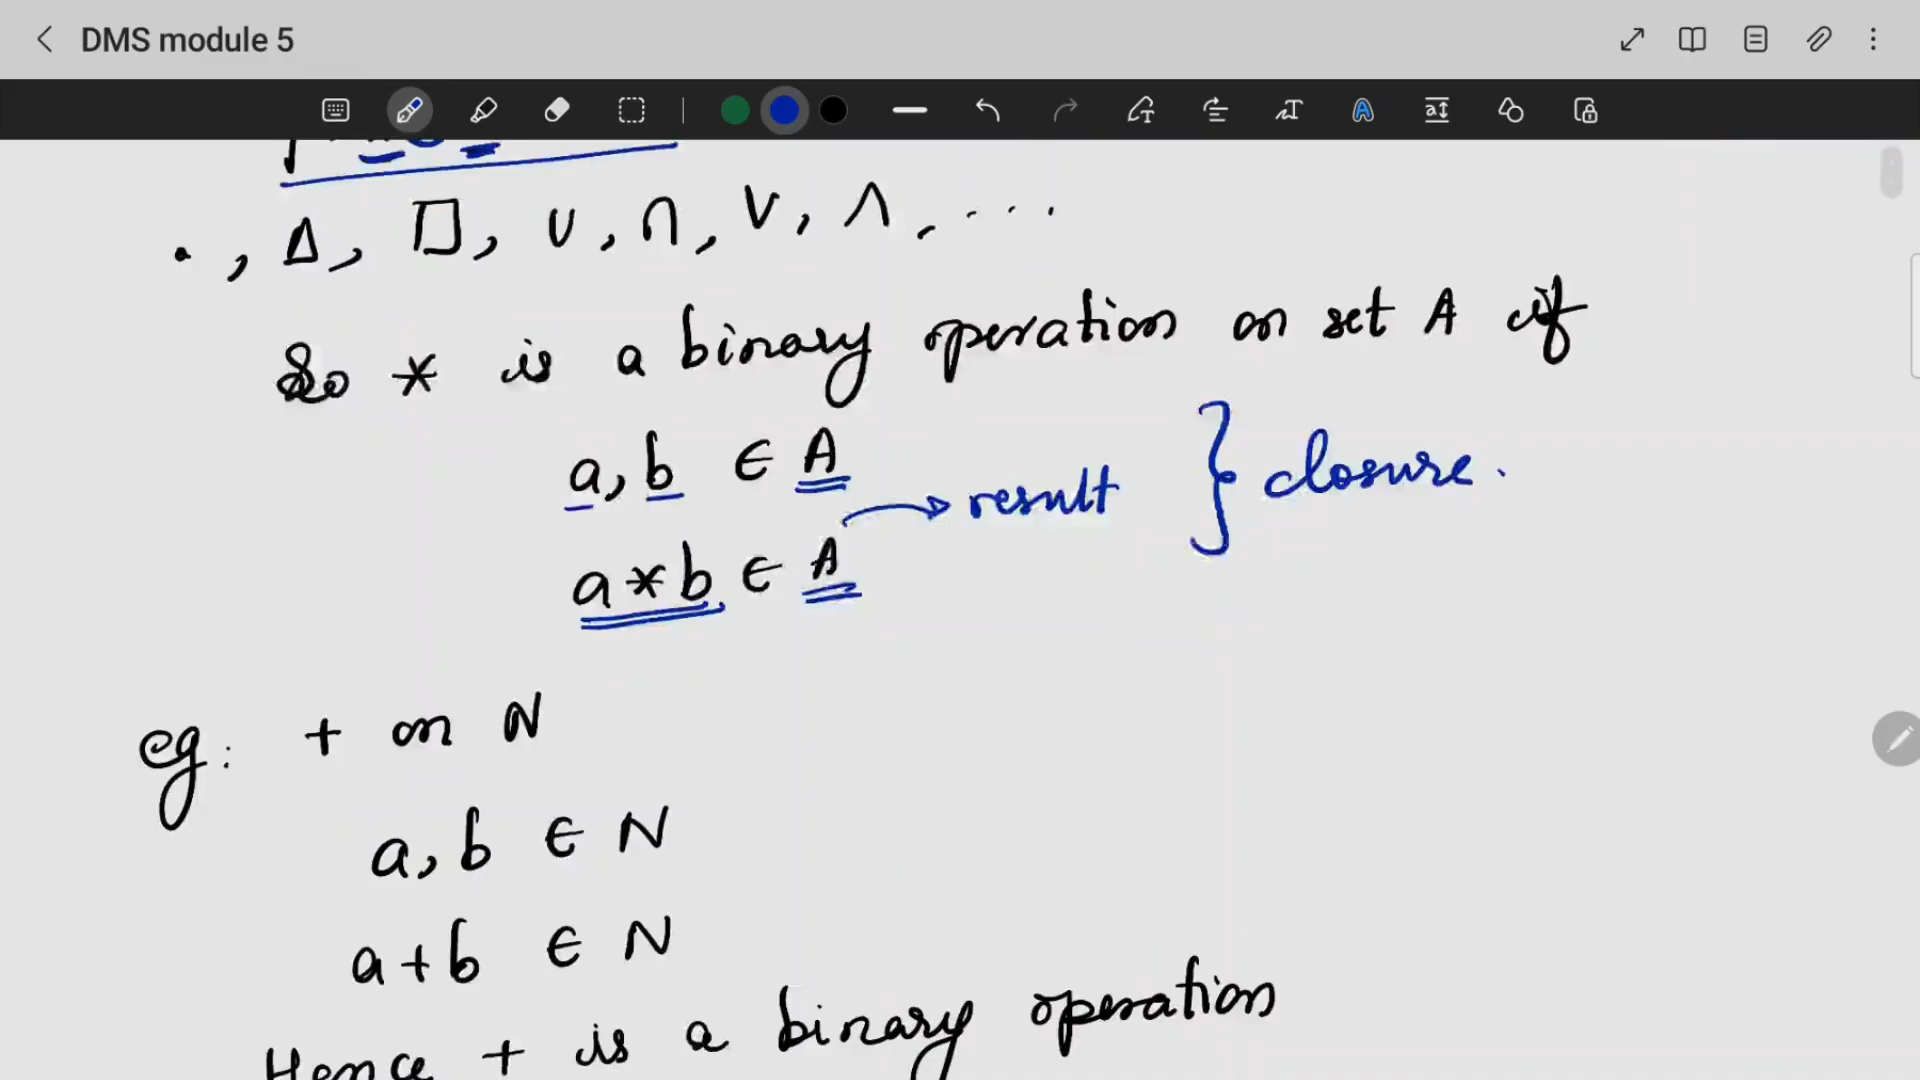 DMS module 5
. , Δ, □, ∪, ∩, ∨, ∧, ....
So * is a binary operation on set A if
a, b ∈ A
→ result } closure.
a * b ∈ A
eg: + on N
a, b ∈ N
a + b ∈ N
Hence + is a binary operation